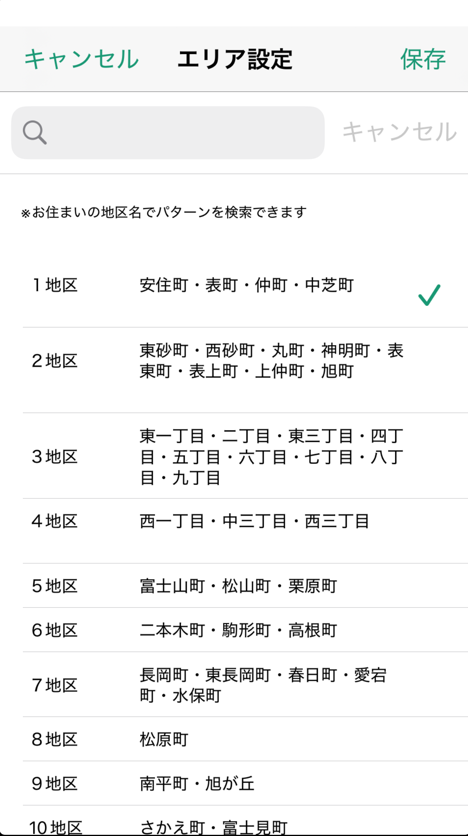 キャンセル エリア設定 保存
キャンセル
※お住まいの地区名でパターンを検索できます
1地区 安住町・表町・仲町・中芝町
2地区 東砂町・西砂町・丸町・神明町・表
東町・表上町・上仲町・旭町
3地区 東一丁目・二丁目・東三丁目・四丁
目・五丁目・六丁目・七丁目・八丁
目・九丁目
4地区 西一丁目・中三丁目・西三丁目
5地区 富士山町・松山町・栗原町
6地区 二本木町・駒形町・高根町
7地区 長岡町・東長岡町・春日町・愛宕
町・水保町
8地区 松原町
9地区 南平町・旭が丘
10地区 さかえ町・富士見町